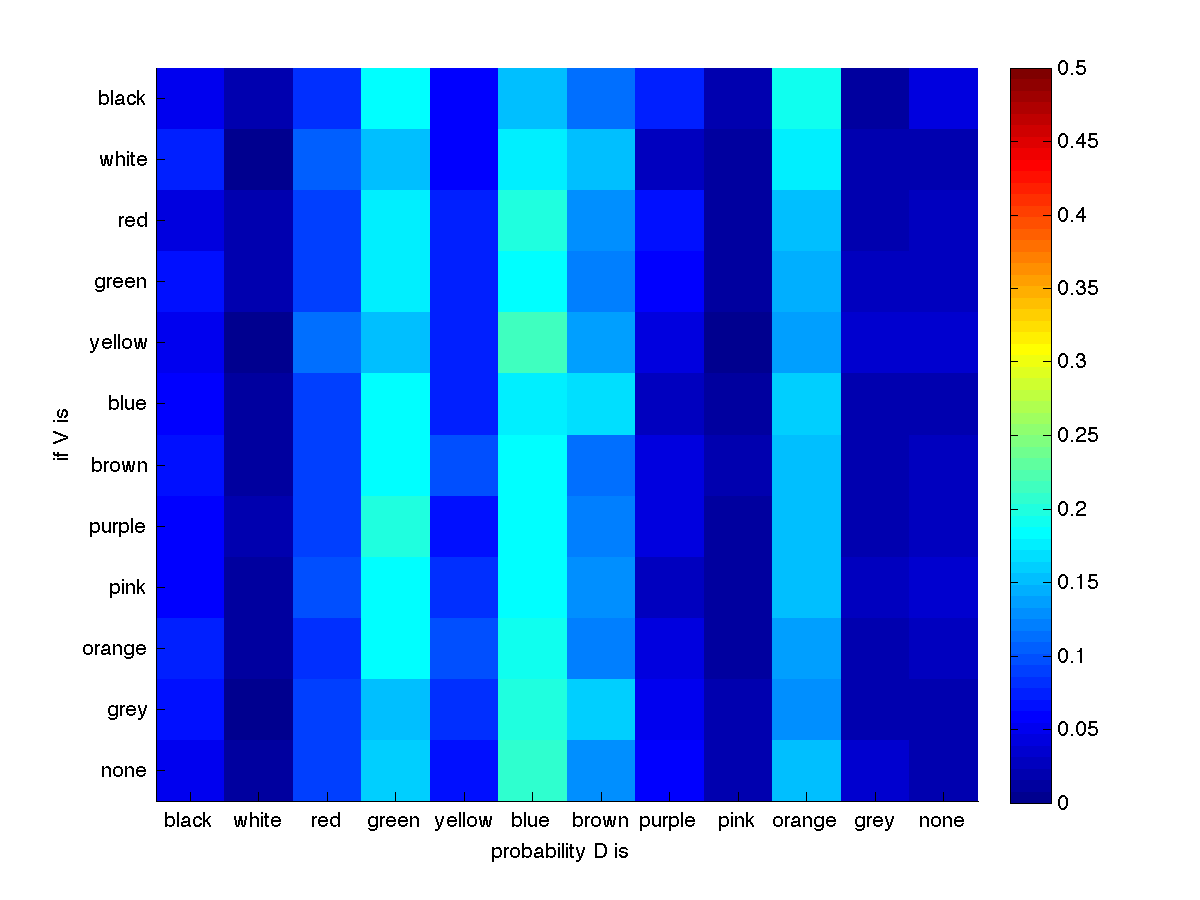 black
white
red
green
yellow
blue
brown
purple
pink
orange
grey
none
if V is
black white red green yellow blue brown purple pink orange grey none
probability D is
0.5
0.45
0.4
0.35
0.3
0.25
0.2
0.15
0.1
0.05
0